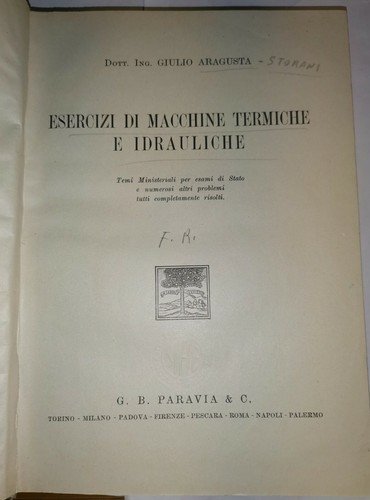 Dott. Ing. GIULIO ARAGUSTA - STORANI
ESERCIZI DI MACCHINE TERMICHE
E IDRAULICHE
Temi Ministeriali per esami di Stato
e numerosi altri problemi
tutti completamente risolti.
F. R.
G. B. PARAVIA & C.
TORINO - MILANO - PADOVA - FIRENZE - PESCARA - ROMA - NAPOLI - PALERMO